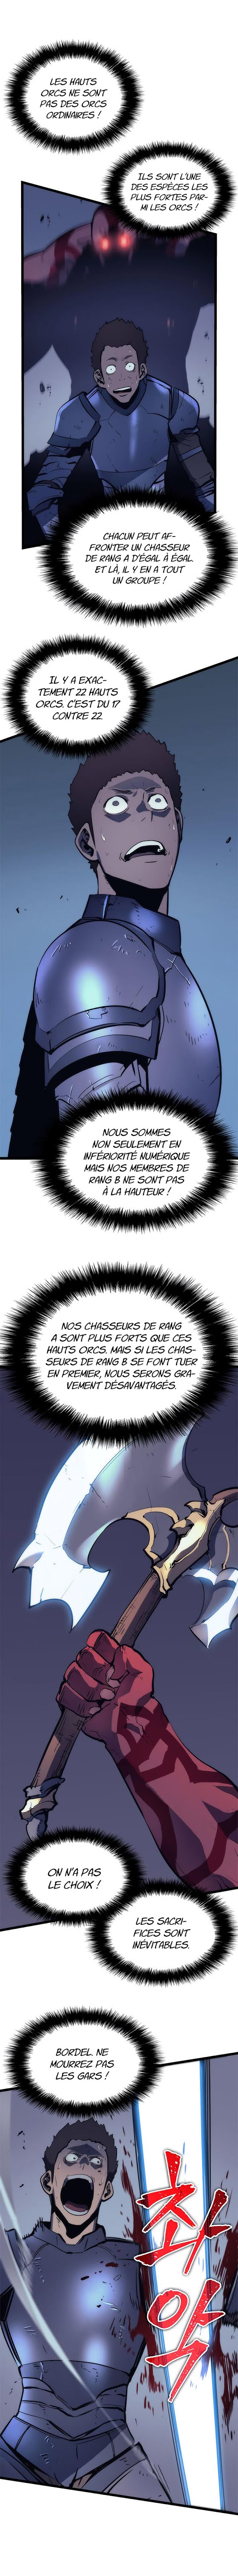 LES HAUTS
ORCS NE SONT
PAS DES ORCS
ORDINAIRES !
ILS SONT L'UNE
DES ESPÈCES LES
PLUS FORTES PAR-
MI LES ORCS !
CHACUN PEUT AF-
FRONTER UN CHASSEUR
DE RANG A D'ÉGAL À ÉGAL.
ET LÀ, IL Y EN A TOUT
UN GROUPE !
IL Y A EXAC-
TEMENT 22 HAUTS
ORCS. C'EST DU 17
CONTRE 22.
NOUS SOMMES
NON SEULEMENT EN
INFÉRIORITÉ NUMÉRIQUE
MAIS NOS MEMBRES DE
RANG B NE SONT PAS
À LA HAUTEUR !
NOS CHASSEURS DE RANG
A SONT PLUS FORTS QUE CES
HAUTS ORCS. MAIS SI LES CHAS-
SEURS DE RANG B SE FONT TUER
EN PREMIER, NOUS SERONS GRA-
VEMENT DÉSAVANTAGÉS.
ON N'A PAS
LE CHOIX !
LES SACRI-
FICES SONT
INÉVITABLES.
BORDEL. NE
MOURREZ PAS
LES GARS !
촤
악